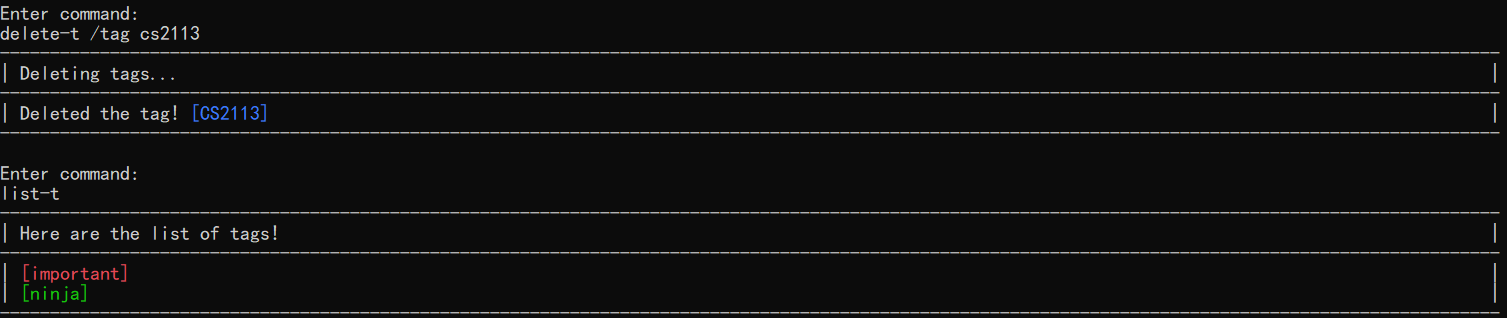 Enter command:
delete-t /tag cs2113
| Deleting tags... |
| Deleted the tag! [CS2113] |
Enter command:
list-t
| Here are the list of tags! |
| [important] |
| [ninja] |